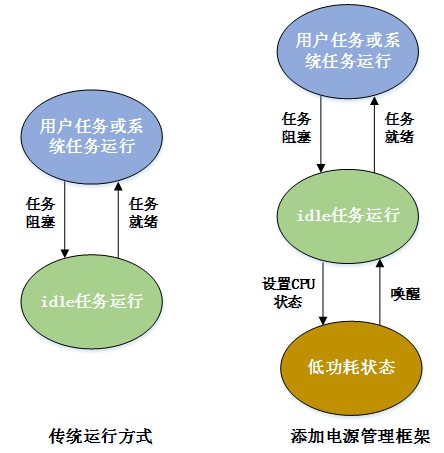 用户任务或系
统任务运行
任务
阻塞
任务
就绪
idle任务运行
传统运行方式
用户任务或系
统任务运行
任务
阻塞
任务
就绪
idle任务运行
设置CPU
状态
唤醒
低功耗状态
添加电源管理框架